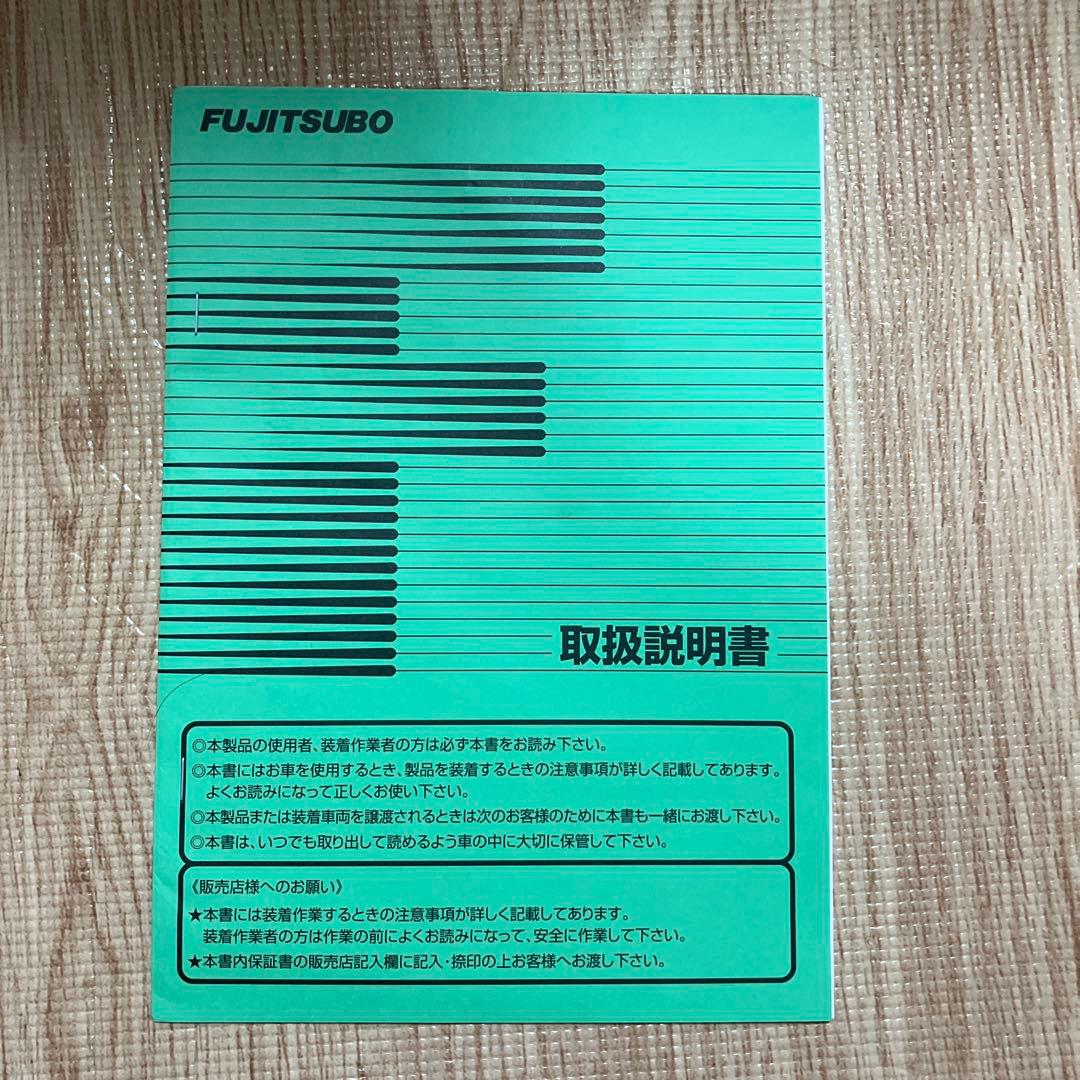 FUJITSUBO
取扱説明書
◎本製品の使用者、装着作業者の方は必ず本書をお読み下さい。
◎本書にはお車を使用するとき、製品を装着するときの注意事項が詳しく記載してあります。
よくお読みになって正しくお使い下さい。
◎本製品または装着車両を譲渡されるときは次のお客様のために本書も一緒にお渡し下さい。
◎本書は、いつでも取り出して読めるよう車の中に大切に保管して下さい。
《販売店様へのお願い》
★本書には装着作業するときの注意事項が詳しく記載してあります。
装着作業者の方は作業の前によくお読みになって、安全に作業して下さい。
★本書内保証書の販売店記入欄に記入・捺印の上お客様へお渡し下さい。